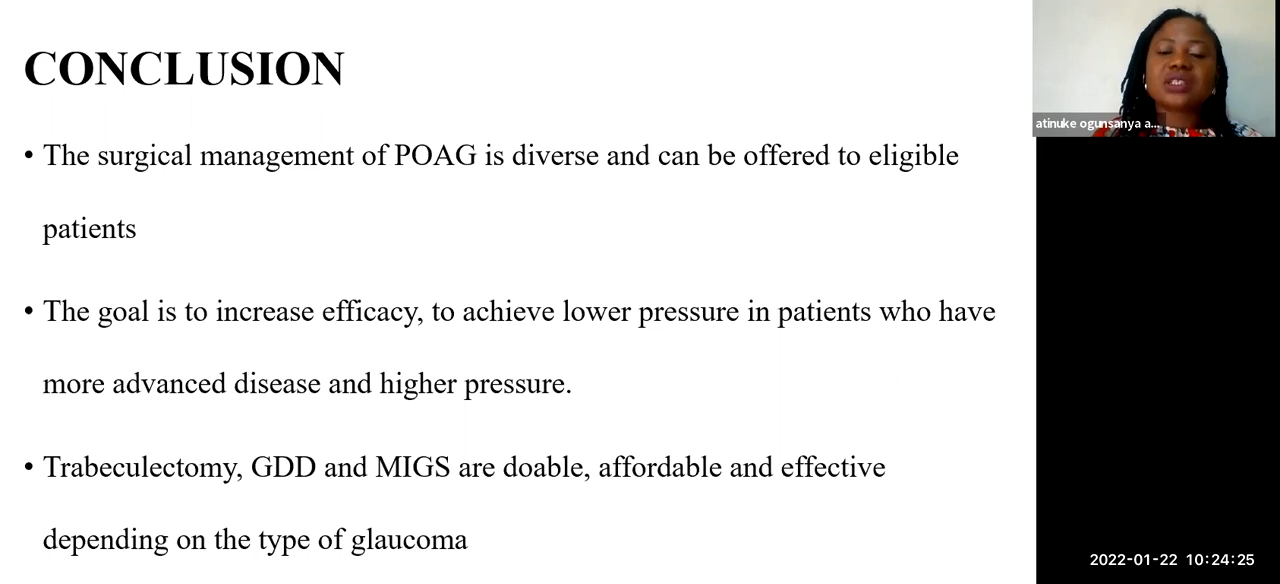 CONCLUSION
• The surgical management of POAG is diverse and can be offered to eligible
patients
• The goal is to increase efficacy, to achieve lower pressure in patients who have
more advanced disease and higher pressure.
• Trabeculectomy, GDD and MIGS are doable, affordable and effective
depending on the type of glaucoma
atinuke ogunsanya a...
2022-01-22 10:24:25